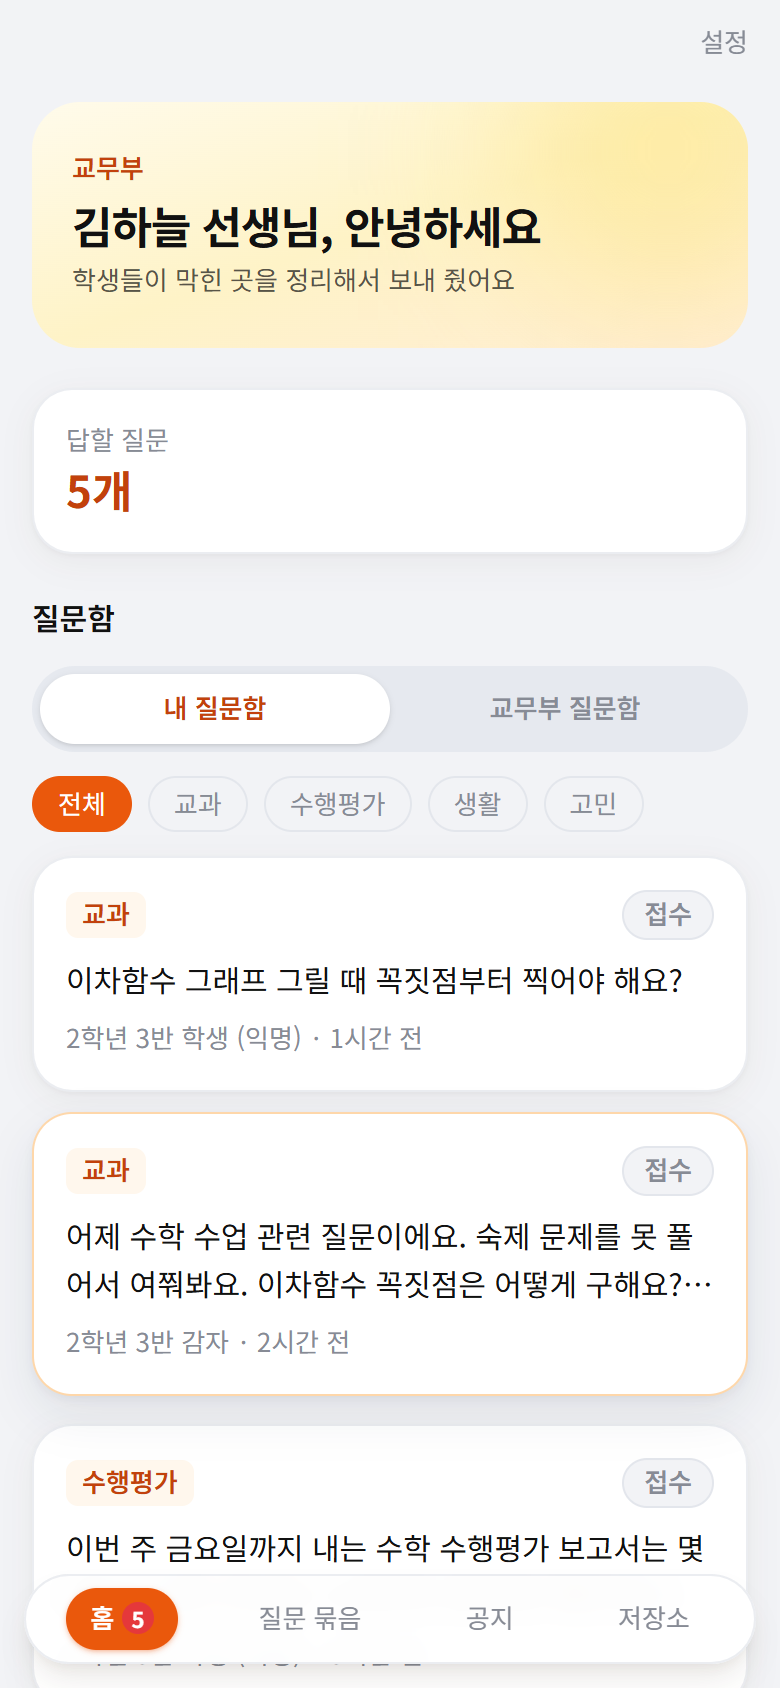 설정
교무부
김하늘 선생님, 안녕하세요
학생들이 막힌 곳을 정리해서 보내 줬어요
답할 질문
5개
질문함
내 질문함
교무부 질문함
전체
교과
수행평가
생활
고민
교과
접수
이차함수 그래프 그릴 때 꼭짓점부터 찍어야 해요?
2학년 3반 학생 (익명) · 1시간 전
교과
접수
어제 수학 수업 관련 질문이에요. 숙제 문제를 못 풀
어서 여쭤봐요. 이차함수 꼭짓점은 어떻게 구해요?…
2학년 3반 감자 · 2시간 전
수행평가
접수
이번 주 금요일까지 내는 수학 수행평가 보고서는 몇
홈 5
질문 묶음
공지
저장소